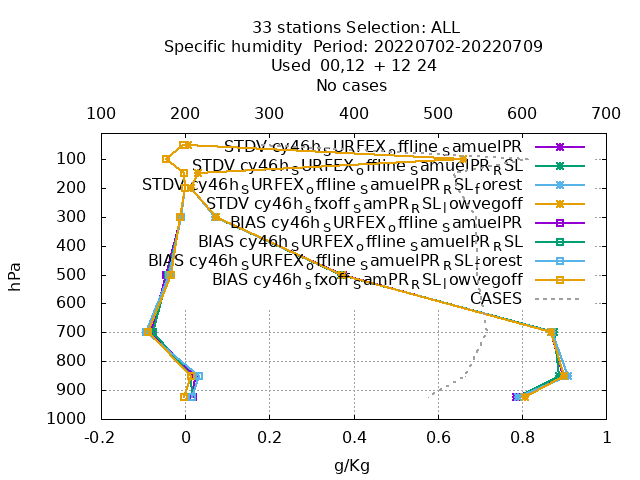 33 stations Selection: ALL
Specific humidity  Period: 20220702-20220709
Used  00,12  + 12 24
No cases
100 200 300 400 500 600 700
STDV cy46h_SURFEX_offline_samuelPR
STDV cy46h_SURFEX_offline_samuelPR_RSL
STDV cy46h_SURFEX_offline_samuelPR_RSL_forest
STDV cy46h_sfxoff_samPR_RSL_lowvegoff
BIAS cy46h_SURFEX_offline_samuelPR
BIAS cy46h_SURFEX_offline_samuelPR_RSL
BIAS cy46h_SURFEX_offline_samuelPR_RSL_forest
BIAS cy46h_sfxoff_samPR_RSL_lowvegoff
CASES
100
200
300
400
500
600
700
800
900
1000
hPa
-0.2 0 0.2 0.4 0.6 0.8 1
g/Kg